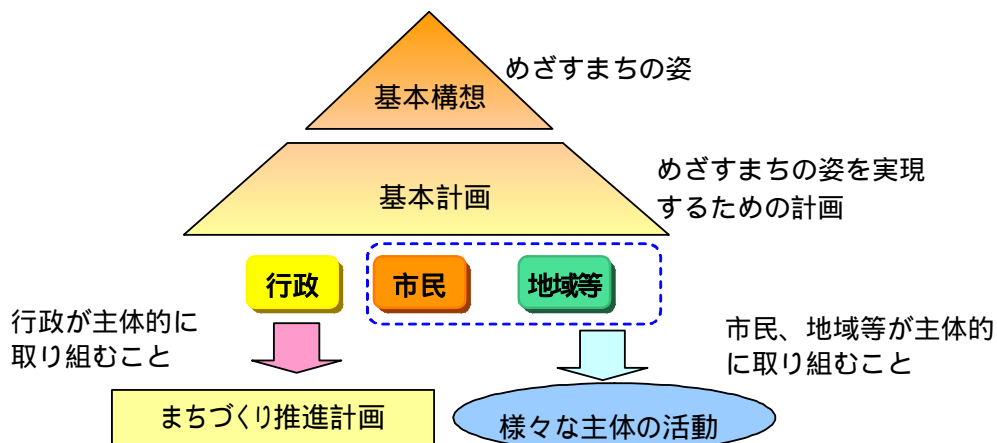 めざすまちの姿
基本構想
めざすまちの姿を実現
するための計画
基本計画
行政
市民
地域等
行政が主体的に
取り組むこと
市民、地域等が主体的
に取り組むこと
まちづくり推進計画
様々な主体の活動